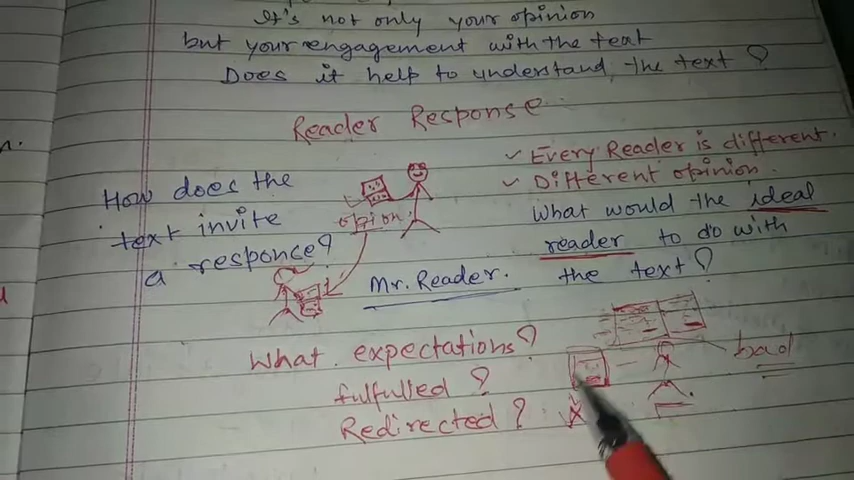 It's not only your opinion
but your engagement with the text
Does it help to understand the text ?
Reader Response
✓ Every Reader is different.
✓ Different opinion.
How does the
text invite
a responce?
opnion.
Mr. Reader.
What would the ideal
reader to do with
the text?
What expectations?
fulfulled ?
Redirected ?
bad
n.